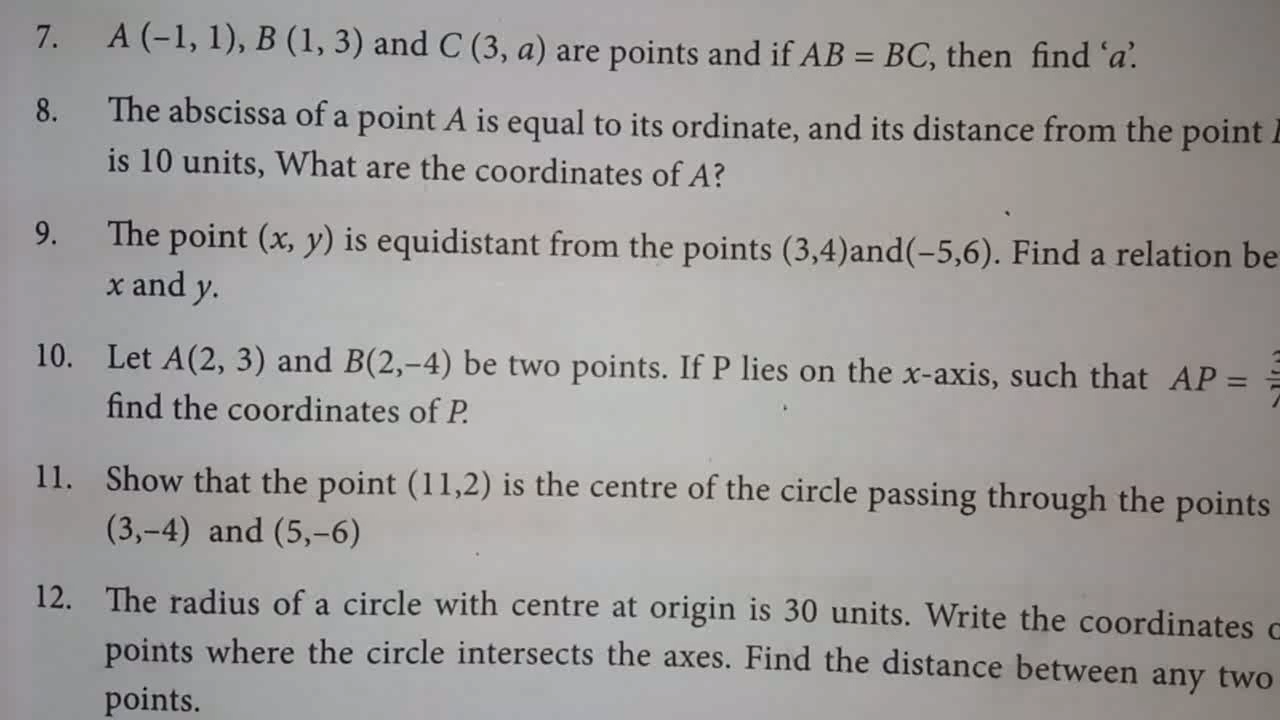 7. A (–1, 1), B (1, 3) and C (3, a) are points and if AB = BC, then find ‘a’.
8. The abscissa of a point A is equal to its ordinate, and its distance from the point
is 10 units, What are the coordinates of A?
9. The point (x, y) is equidistant from the points (3,4)and(–5,6). Find a relation be
x and y.
10. Let A(2, 3) and B(2,–4) be two points. If P lies on the x-axis, such that AP =
find the coordinates of P.
11. Show that the point (11,2) is the centre of the circle passing through the points
(3,–4) and (5,–6)
12. The radius of a circle with centre at origin is 30 units. Write the coordinates
points where the circle intersects the axes. Find the distance between any two
points.